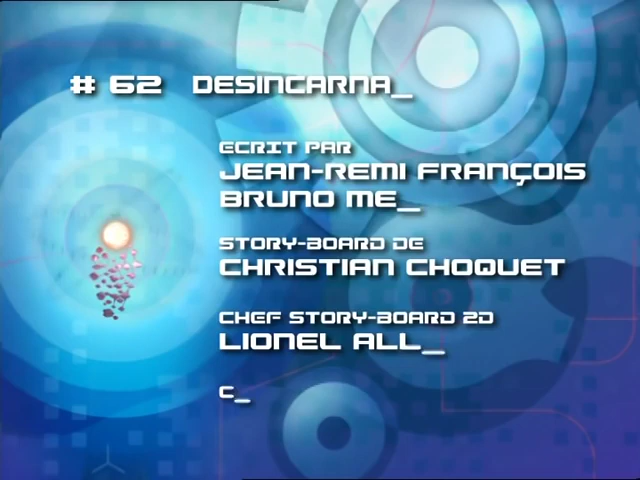 # 62 DESINCARNA_
ECRIT PAR
JEAN-REMI FRANÇOIS
BRUNO ME_
STORY-BOARD DE
CHRISTIAN CHOQUET
CHEF STORY-BOARD 2D
LIONEL ALL_
C_